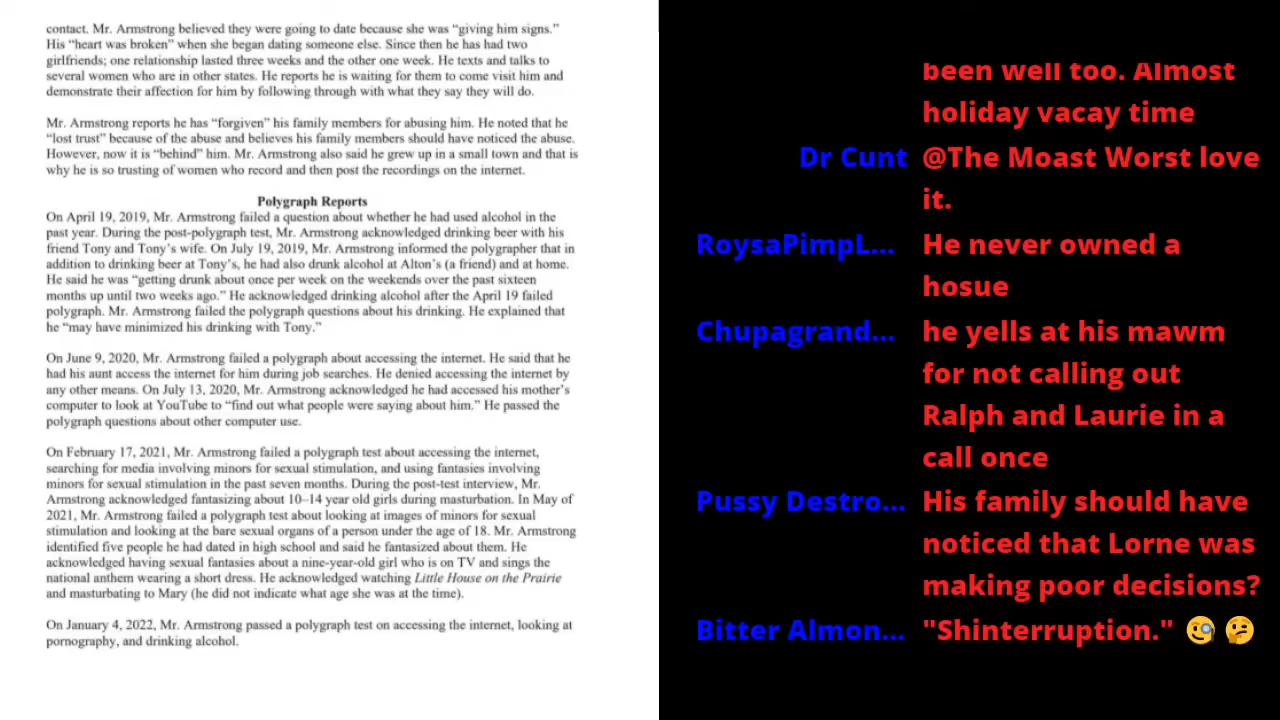 contact. Mr. Armstrong believed they were going to date because she was “giving him signs.”
His “heart was broken” when she began dating someone else. Since then he has had two
girlfriends; one relationship lasted three weeks and the other one week. He texts and talks to
several women who are in other states. He reports he is waiting for them to come visit him and
demonstrate their affection for him by following through with what they say they will do.
Mr. Armstrong reports he has “forgiven” his family members for abusing him. He noted that he
“lost trust” because of the abuse and believes his family members should have noticed the abuse.
However, now it is “behind” him. Mr. Armstrong also said he grew up in a small town and that is
why he is so trusting of women who record and then post the recordings on the internet.
Polygraph Reports
On April 19, 2019, Mr. Armstrong failed a question about whether he had used alcohol in the
past year. During the post-polygraph test, Mr. Armstrong acknowledged drinking beer with his
friend Tony and Tony’s wife. On July 19, 2019, Mr. Armstrong informed the polygrapher that in
addition to drinking beer at Tony’s, he had also drunk alcohol at Alton’s (a friend) and at home.
He said he was “getting drunk about once per week on the weekends over the past sixteen
months up until two weeks ago.” He acknowledged drinking alcohol after the April 19 failed
polygraph. Mr. Armstrong failed the polygraph questions about his drinking. He explained that
he “may have minimized his drinking with Tony.”
On June 9, 2020, Mr. Armstrong failed a polygraph about accessing the internet. He said that he
had his aunt access the internet for him during job searches. He denied accessing the internet by
any other means. On July 13, 2020, Mr. Armstrong acknowledged he had accessed his mother’s
computer to look at YouTube to “find out what people were saying about him.” He passed the
polygraph questions about other computer use.
On February 17, 2021, Mr. Armstrong failed a polygraph test about accessing the internet,
searching for media involving minors for sexual stimulation, and using fantasies involving
minors for sexual stimulation in the past seven months. During the post-test interview, Mr.
Armstrong acknowledged fantasizing about 10–14 year old girls during masturbation. In May of
2021, Mr. Armstrong failed a polygraph test about looking at images of minors for sexual
stimulation and looking at the bare sexual organs of a person under the age of 18. Mr. Armstrong
identified five people he had dated in high school and said he fantasized about them. He
acknowledged having sexual fantasies about a nine-year-old girl who is on TV and sings the
national anthem wearing a short dress. He acknowledged watching Little House on the Prairie
and masturbating to Mary (he did not indicate what age she was at the time).
On January 4, 2022, Mr. Armstrong passed a polygraph test on accessing the internet, looking at
pornography, and drinking alcohol.
been well too. Almost
holiday vacay time
Dr Cunt @The Moast Worst love
it.
RoysaPimpL... He never owned a
hosue
Chupagrand... he yells at his mawm
for not calling out
Ralph and Laurie in a
call once
Pussy Destro... His family should have
noticed that Lorne was
making poor decisions?
Bitter Almon... "Shinterruption." 🧐 🤔